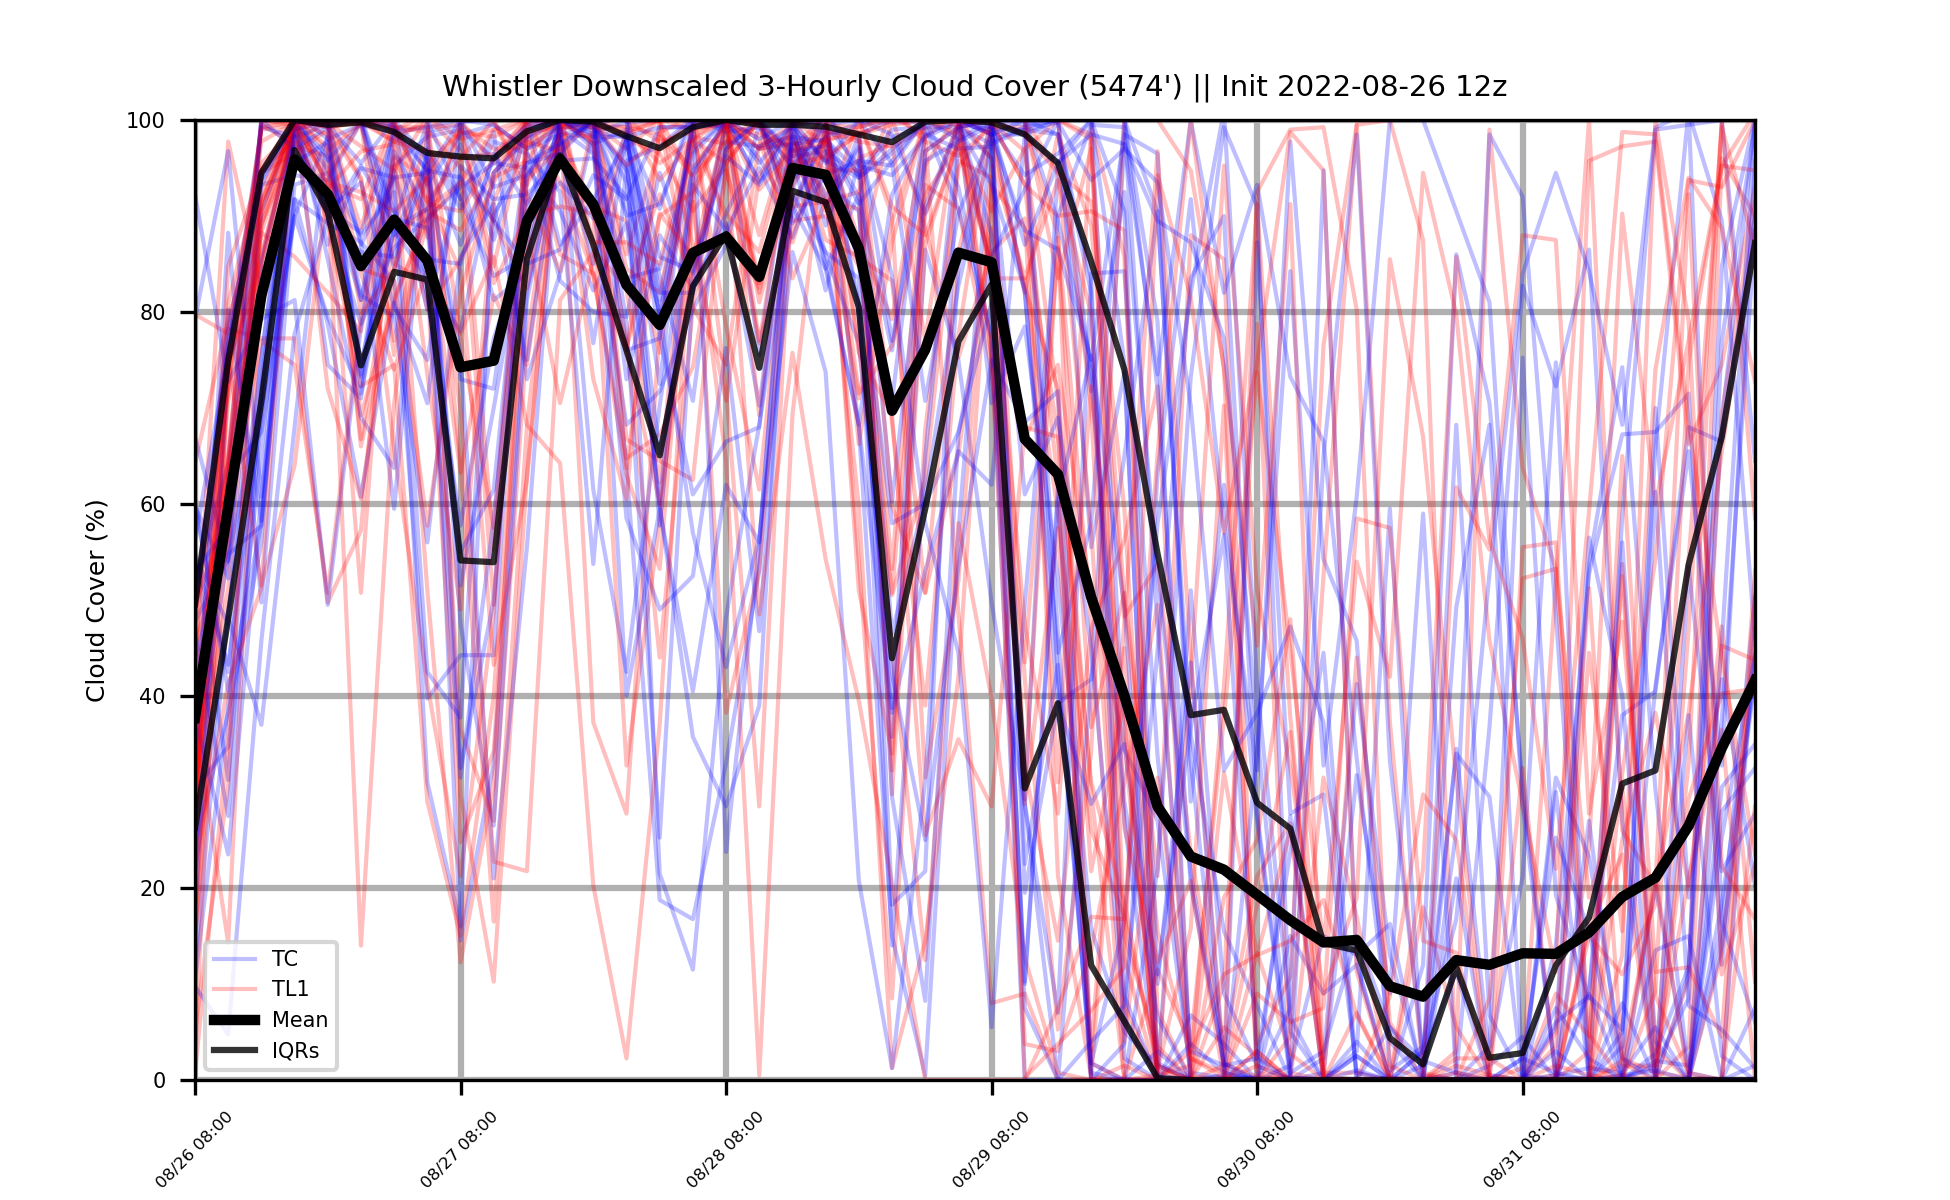 Whistler Downscaled 3-Hourly Cloud Cover (5474') || Init 2022-08-26 12z
Cloud Cover (%)
100
80
60
40
20
0
TC
TL1
Mean
IQRs
08/26 08:00
08/27 08:00
08/28 08:00
08/29 08:00
08/30 08:00
08/31 08:00